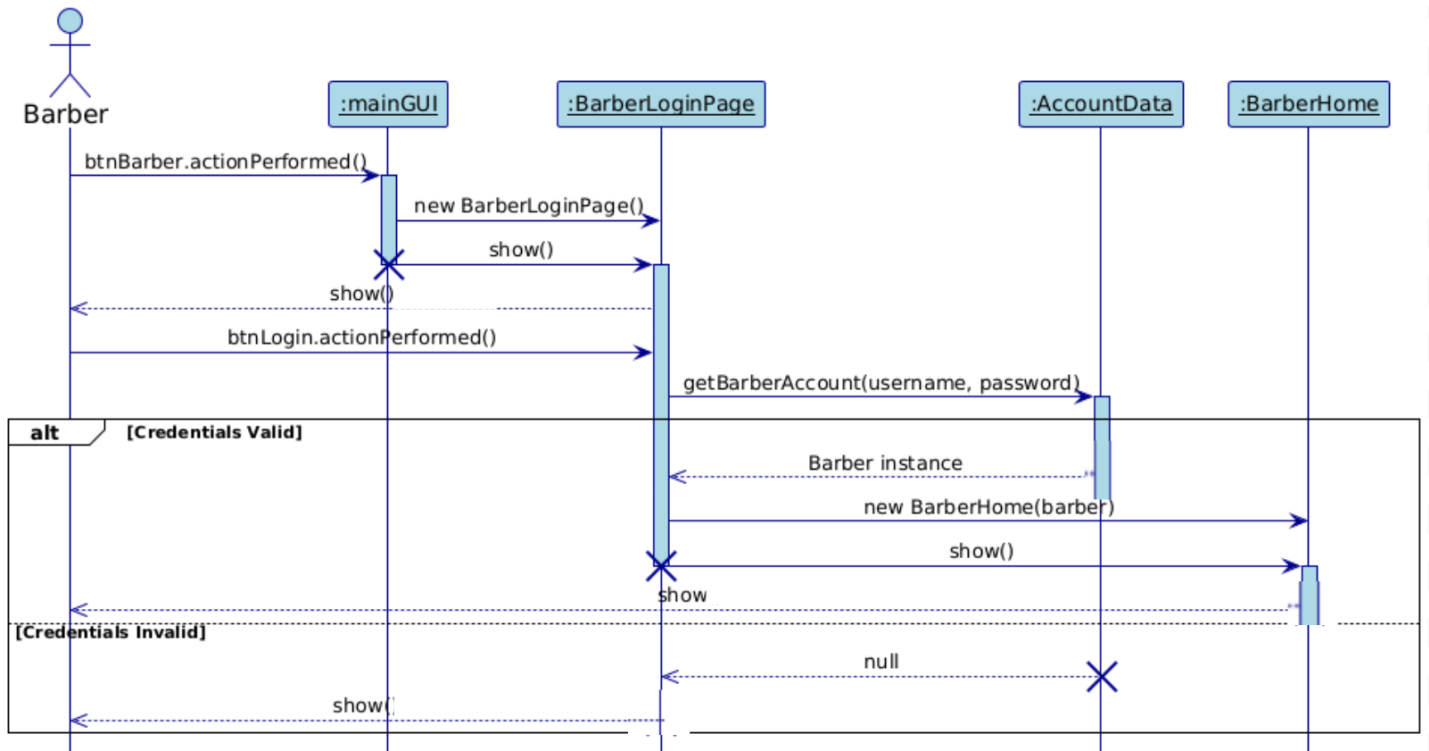 Barber
:mainGUI
:BarberLoginPage
:AccountData
:BarberHome
btnBarber.actionPerformed()
new BarberLoginPage()
show()
show()
btnLogin.actionPerformed()
getBarberAccount(username, password)
alt
[Credentials Valid]
Barber instance
new BarberHome(barber)
show()
show
[Credentials Invalid]
null
show(